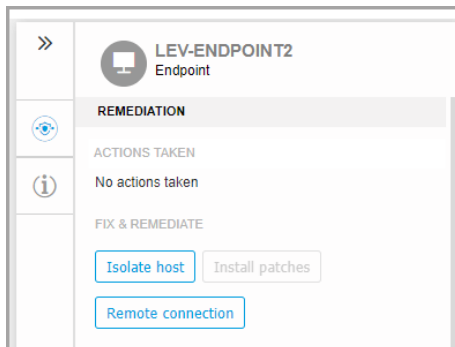 LEV-ENDPOINT2
Endpoint
REMEDIATION
ACTIONS TAKEN
No actions taken
FIX & REMEDIATE
Isolate host Install patches
Remote connection